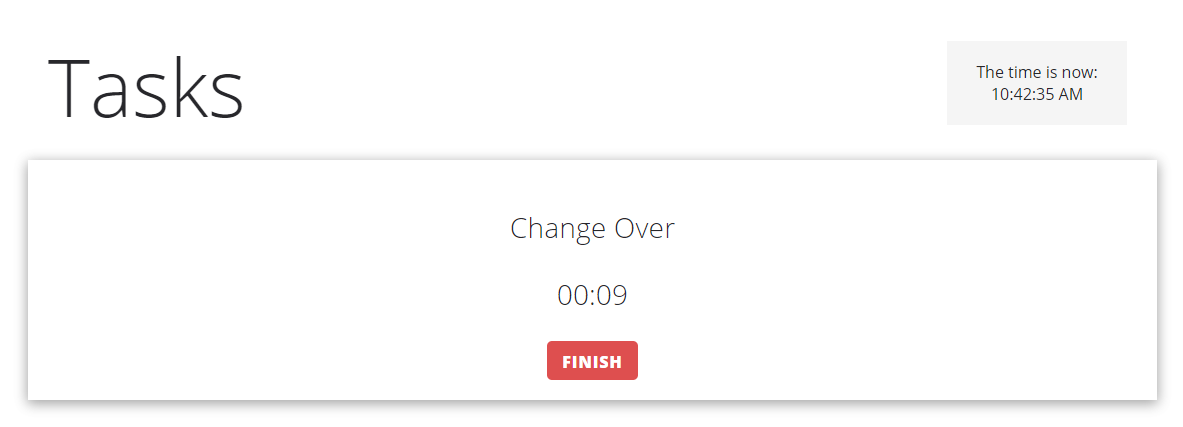 Tasks
The time is now:
10:42:35 AM
Change Over
00:09
FINISH